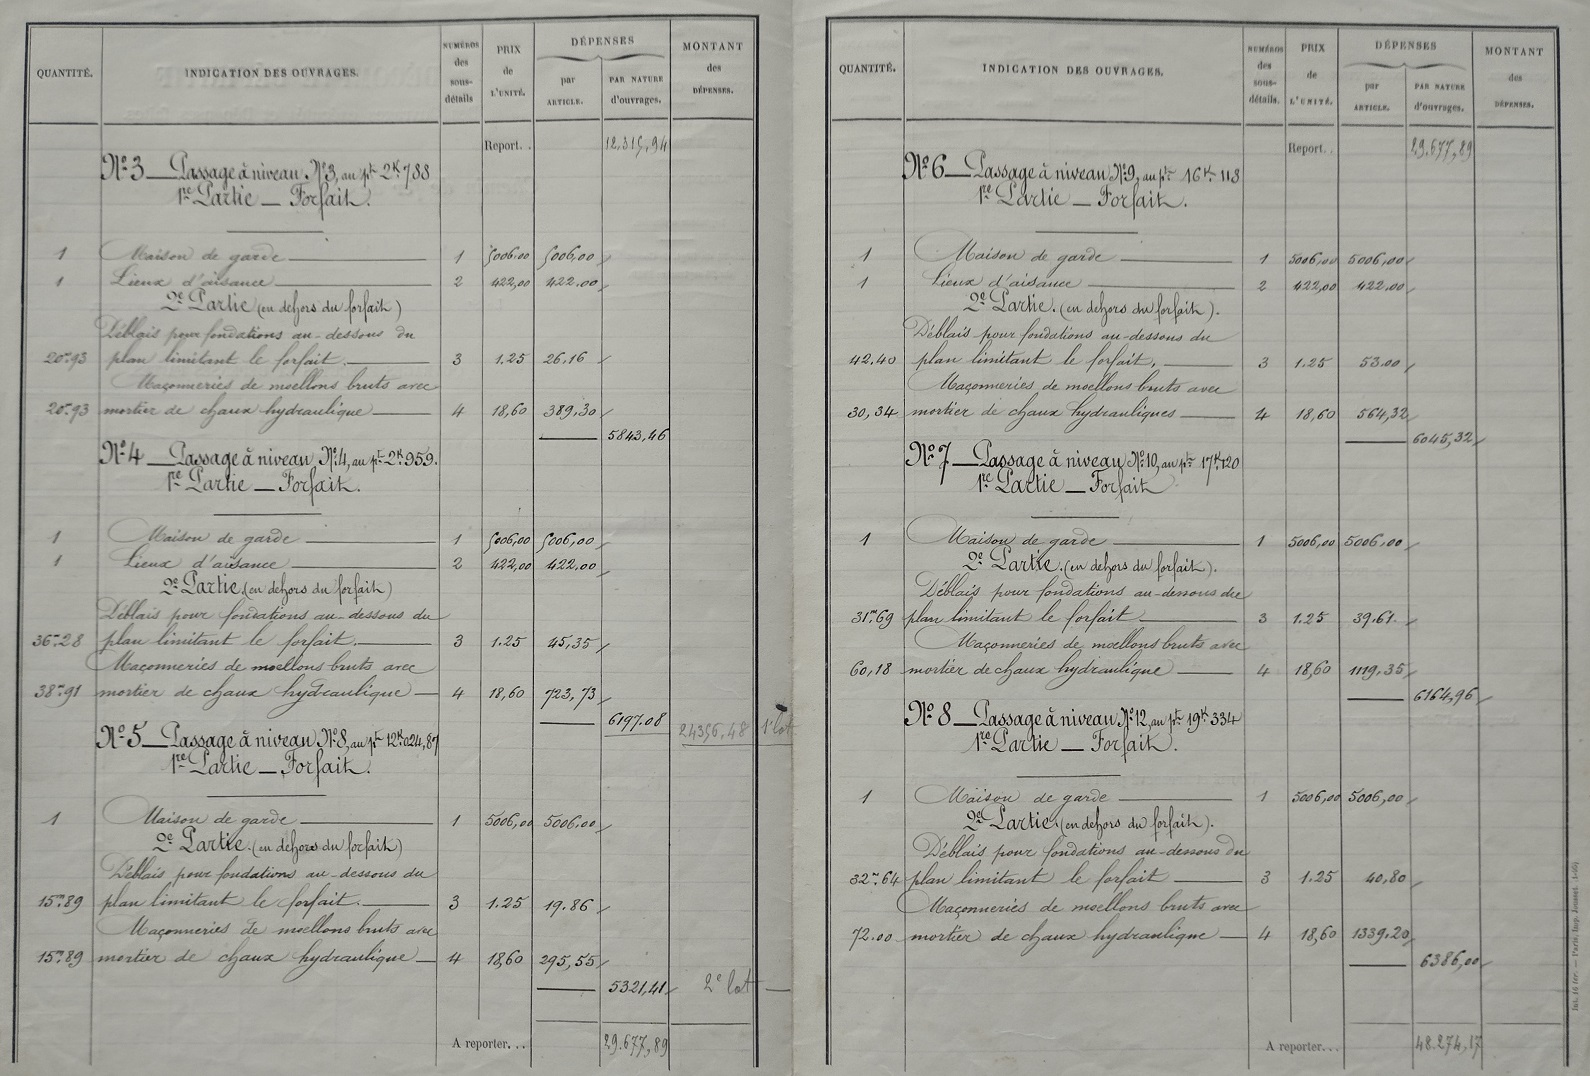 QUANTITÉ. INDICATION DES OUVRAGES. NUMÉROS des sous-détails PRIX de L'UNITÉ. DÉPENSES par ARTICLE. PAR NATURE d'ouvrages. MONTANT des DÉPENSES.
Report. . 12.315,94
N° 3 — Passage à niveau N° 3, au pt 2K 788
1re Partie — Forfait.
1 Maison de garde 1 5006,00 5006,00
1 Lieux d'aisance 2 422,00 422.00
2e Partie (en dehors du forfait)
Déblais pour fondations au-dessous du
20m.93 plan limitant le forfait. 3 1.25 26,16
Maçonneries de moellons bruts avec
20m.93 mortier de chaux hydraulique 4 18,60 389,30
5843,46
N° 4 — Passage à niveau N° 4, au pt 2K.959.
1re Partie — Forfait.
1 Maison de garde 1 5006,00 5006,00
1 Lieux d'aisance 2 422,00 422.00
2e Partie. (en dehors du forfait)
Déblais pour fondations au-dessous du
36m.28 plan limitant le forfait. 3 1.25 45,35
Maçonneries de moellons bruts avec
38m.91 mortier de chaux hydraulique 4 18,60 723,73
6197.08 24356,48 1er lot
N° 5 — Passage à niveau N° 8, au pt 12K.024,87
1re Partie — Forfait.
1 Maison de garde 1 5006,00 5006.00
2e Partie. (en dehors du forfait)
Déblais pour fondations au-dessous du
15m.89 plan limitant le forfait. 3 1.25 19.86
Maçonneries de moellons bruts avec
15m.89 mortier de chaux hydraulique 4 18,60 295,55
5321,41 2e lot —
A reporter. . . 29.677,89
QUANTITÉ. INDICATION DES OUVRAGES. NUMÉROS des sous-détails. PRIX de L'UNITÉ. DÉPENSES par ARTICLE. PAR NATURE d'ouvrages. MONTANT des DÉPENSES.
Report. . 29.677,89
N° 6 — Passage à niveau N° 9, au pt 16K. 113
1re Partie — Forfait.
1 Maison de garde 1 5006,00 5006,00
1 Lieux d'aisance 2 422,00 422.00
2e Partie. (en dehors du forfait).
Déblais pour fondations au-dessous du
42.40 plan limitant le forfait. 3 1.25 53.00
Maçonneries de moellons bruts avec
30,34 mortier de chaux hydrauliques 4 18,60 564,32
6045,32
N° 7 — Passage à niveau N° 10, au pt 17K120
1re Partie — Forfait
1 Maison de garde 1 5006,00 5006,00
2e Partie. (en dehors du forfait).
Déblais pour fondations au-dessous du
31m.69 plan limitant le forfait 3 1.25 39.61.
Maçonneries de moellons bruts avec
60,18 mortier de chaux hydraulique 4 18,60 1119,35
6164,96
N° 8 — Passage à niveau N° 12, au pt 19K 334
1re Partie — Forfait.
1 Maison de garde 1 5006,00 5006,00
2e Partie. (en dehors du forfait).
Déblais pour fondations au-dessous du
32m.64 plan limitant le forfait 3 1.25 40,80
Maçonneries de moellons bruts avec
72.00 mortier de chaux hydraulique 4 18,60 1339.20
6386,00
A reporter. . . 48.274,17